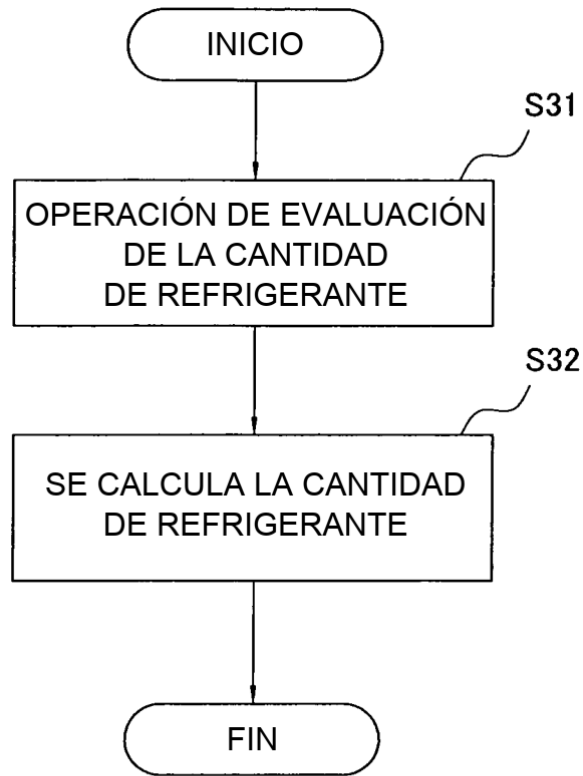 INICIO
S31
OPERACIÓN DE EVALUACIÓN
DE LA CANTIDAD
DE REFRIGERANTE
S32
SE CALCULA LA CANTIDAD
DE REFRIGERANTE
FIN